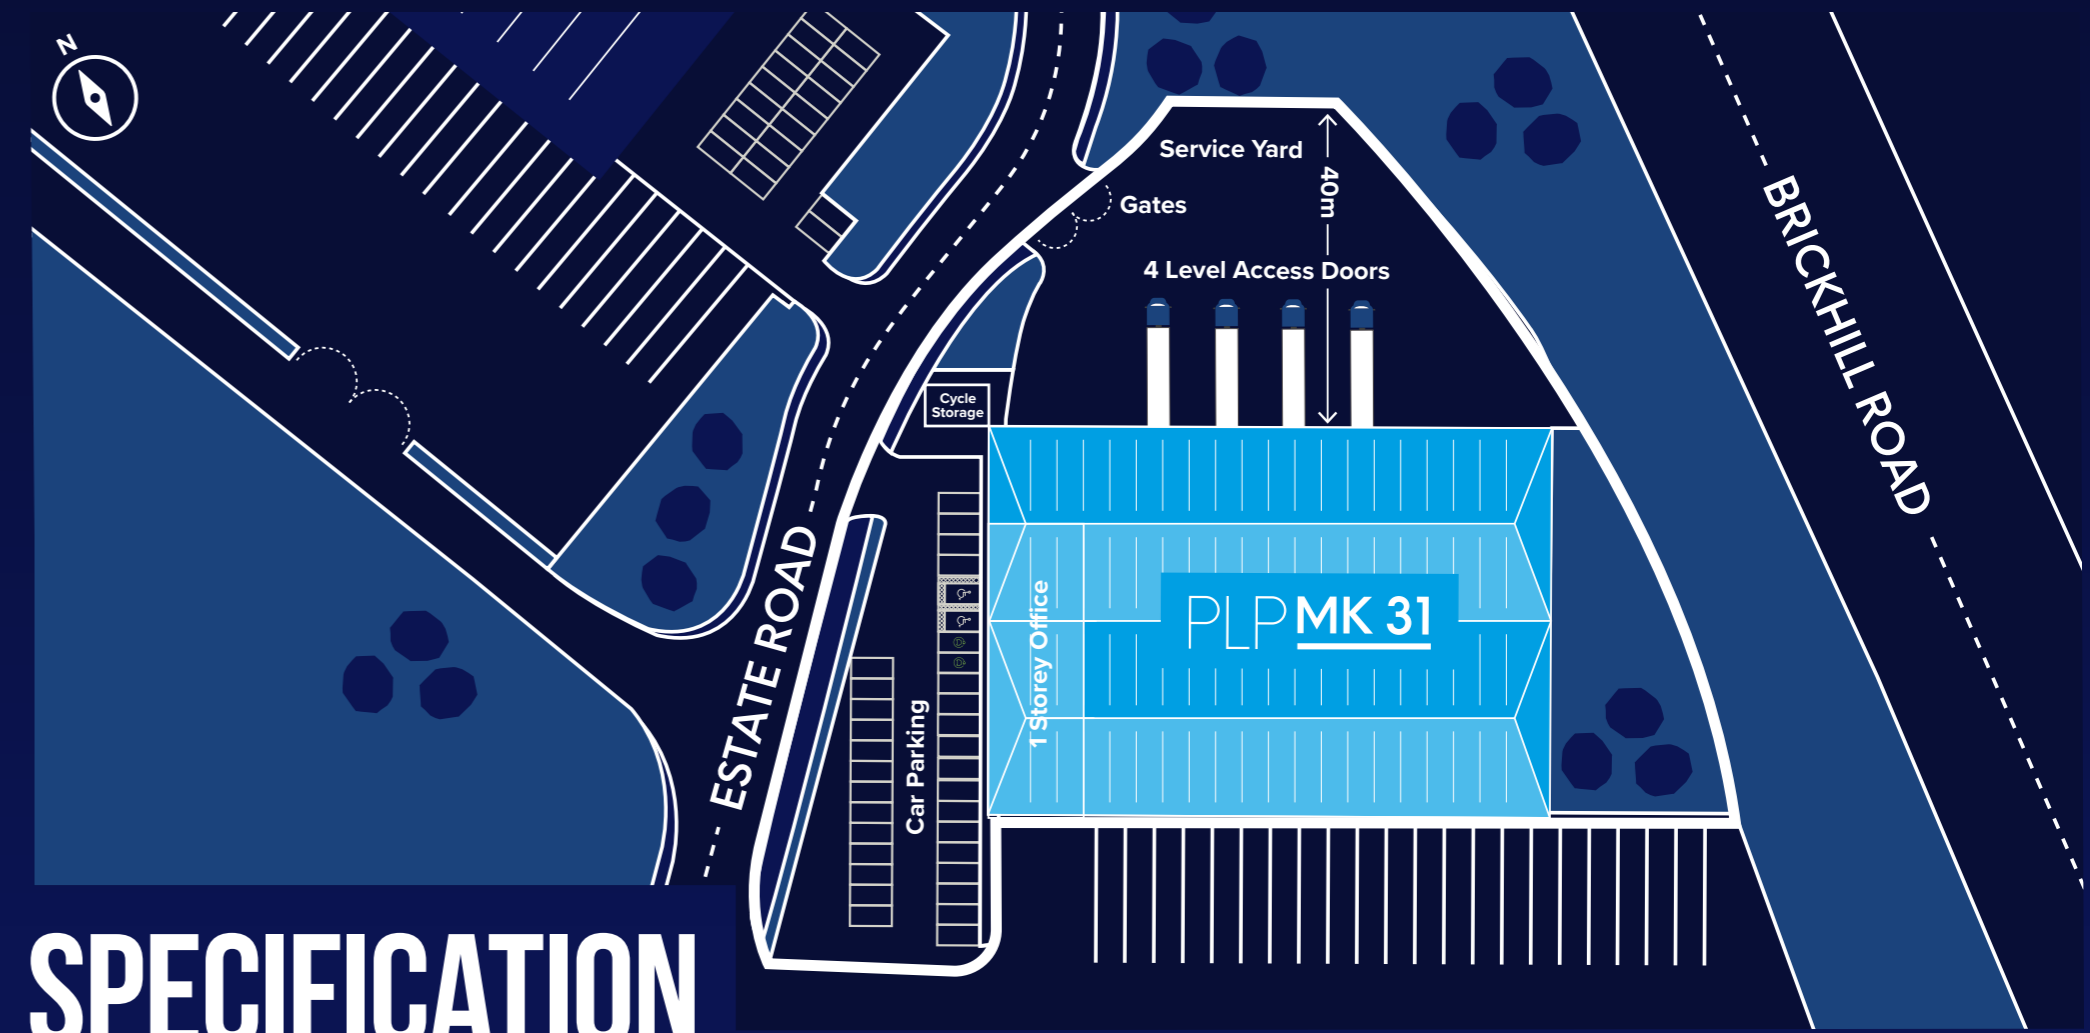 N
Service Yard
40m
Gates
4 Level Access Doors
BRICKHILL ROAD
Cycle
Storage
ESTATE ROAD
1 Storey Office
PLP MK 31
Car Parking
SPECIFICATION